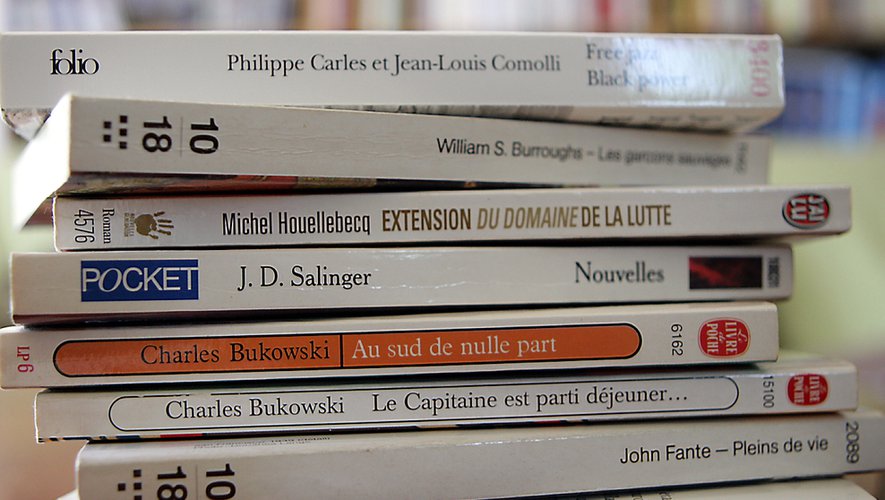 folio Philippe Carles et Jean-Louis Comolli Free jazz
Black power
10
18
William S. Burroughs – Les garçons sauvages
4576 Roman Michel Houellebecq EXTENSION DU DOMAINE DE LA LUTTE J'AI LU
POCKET J. D. Salinger Nouvelles
LP6 Charles Bukowski Au sud de nulle part 6162 LE LIVRE DE POCHE
Charles Bukowski Le Capitaine est parti déjeuner... 15100 LE LIVRE DE POCHE
10
18
John Fante – Pleins de vie 2089